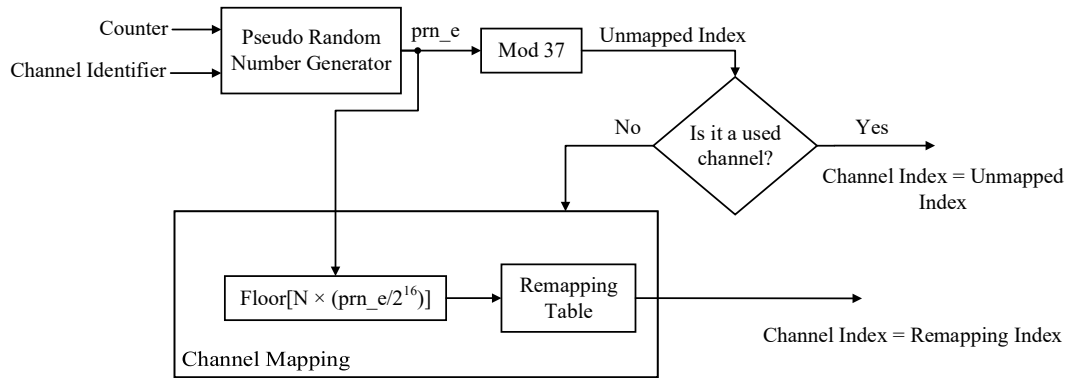 Counter
Channel Identifier
Pseudo Random
Number Generator
prn_e
Mod 37
Unmapped Index
Is it a used
channel?
No
Yes
Channel Index = Unmapped
Index
Floor[N × (prn_e/2¹⁶)]
Remapping
Table
Channel Mapping
Channel Index = Remapping Index